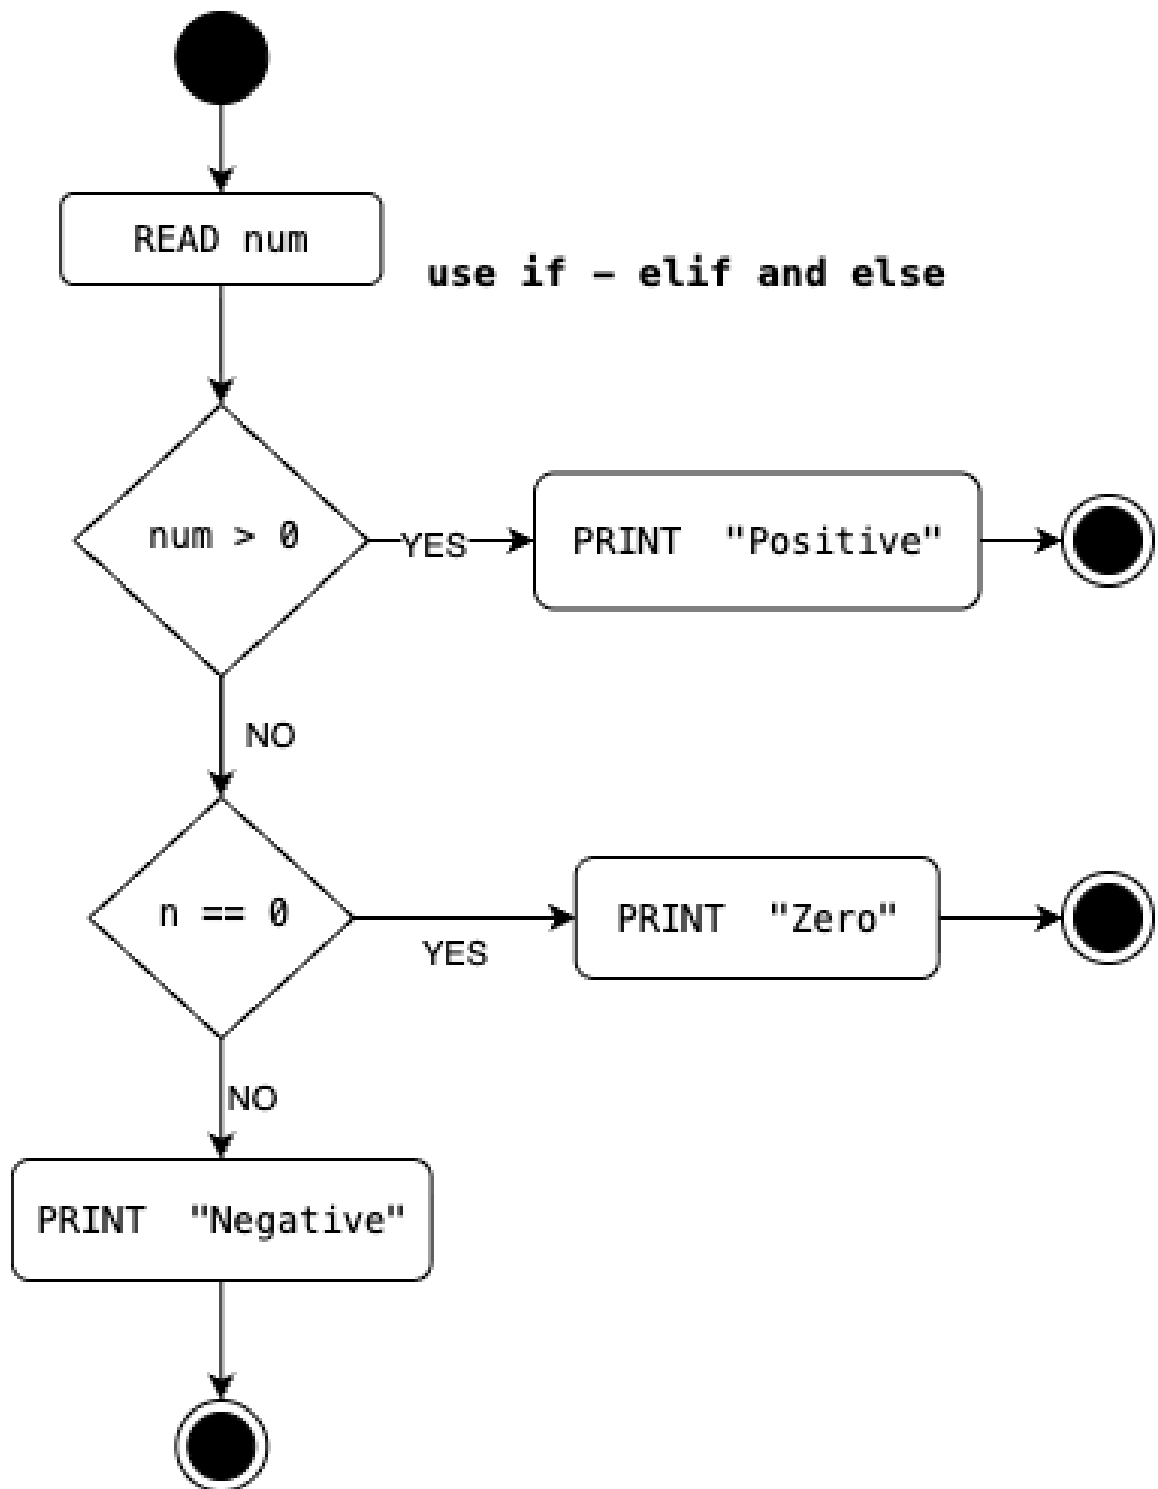 READ num
use if – elif and else
num > 0
YES
PRINT "Positive"
NO
n == 0
YES
PRINT "Zero"
NO
PRINT "Negative"